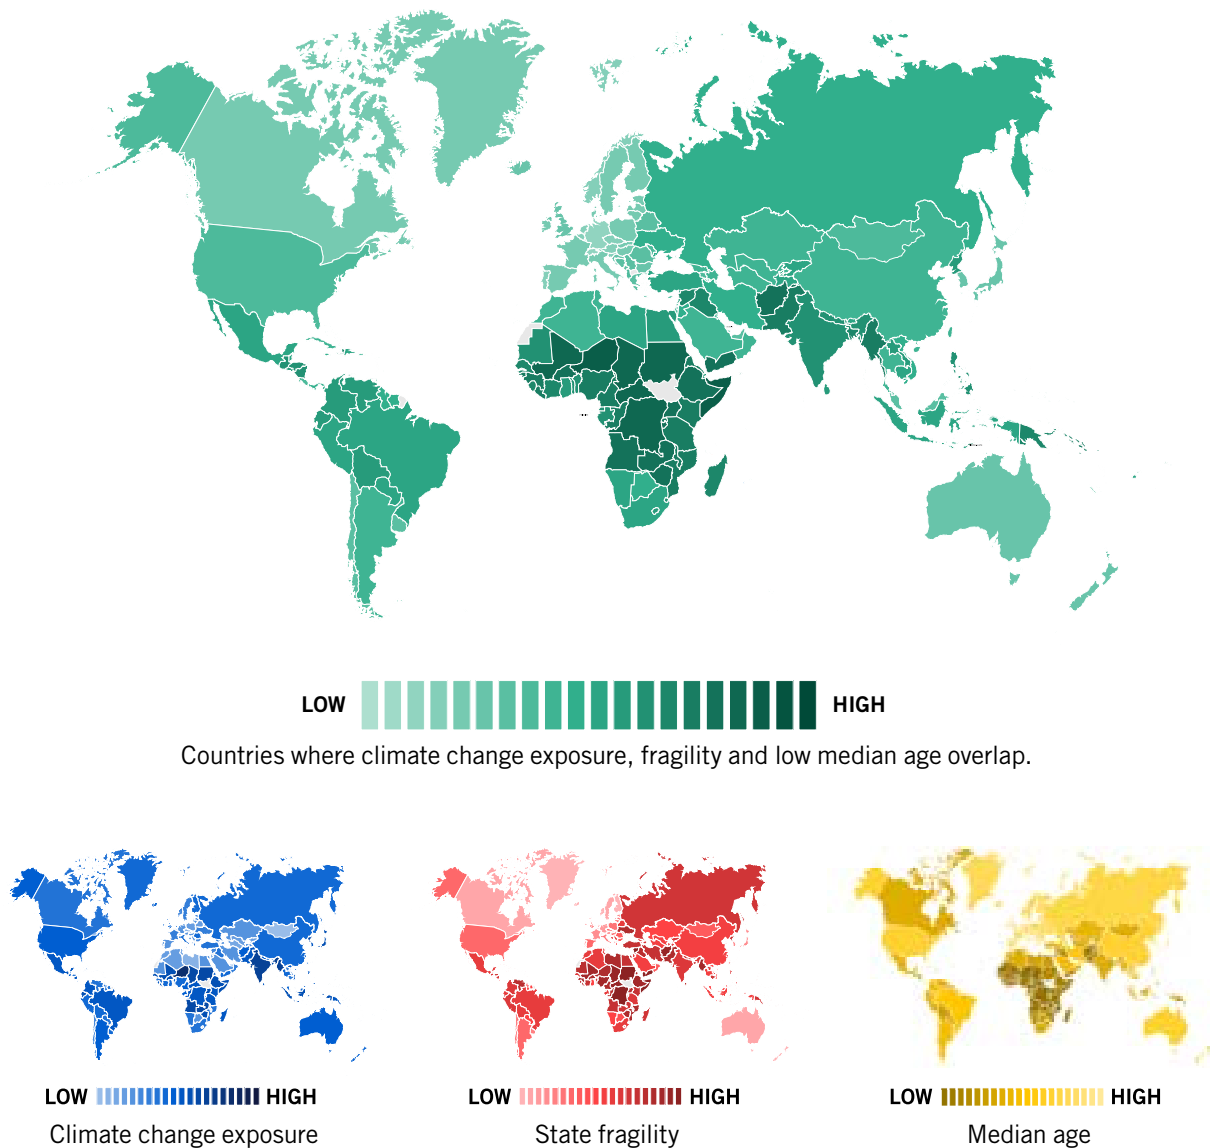 LOW HIGH
Countries where climate change exposure, fragility and low median age overlap.
LOW HIGH
Climate change exposure
LOW HIGH
State fragility
LOW HIGH
Median age